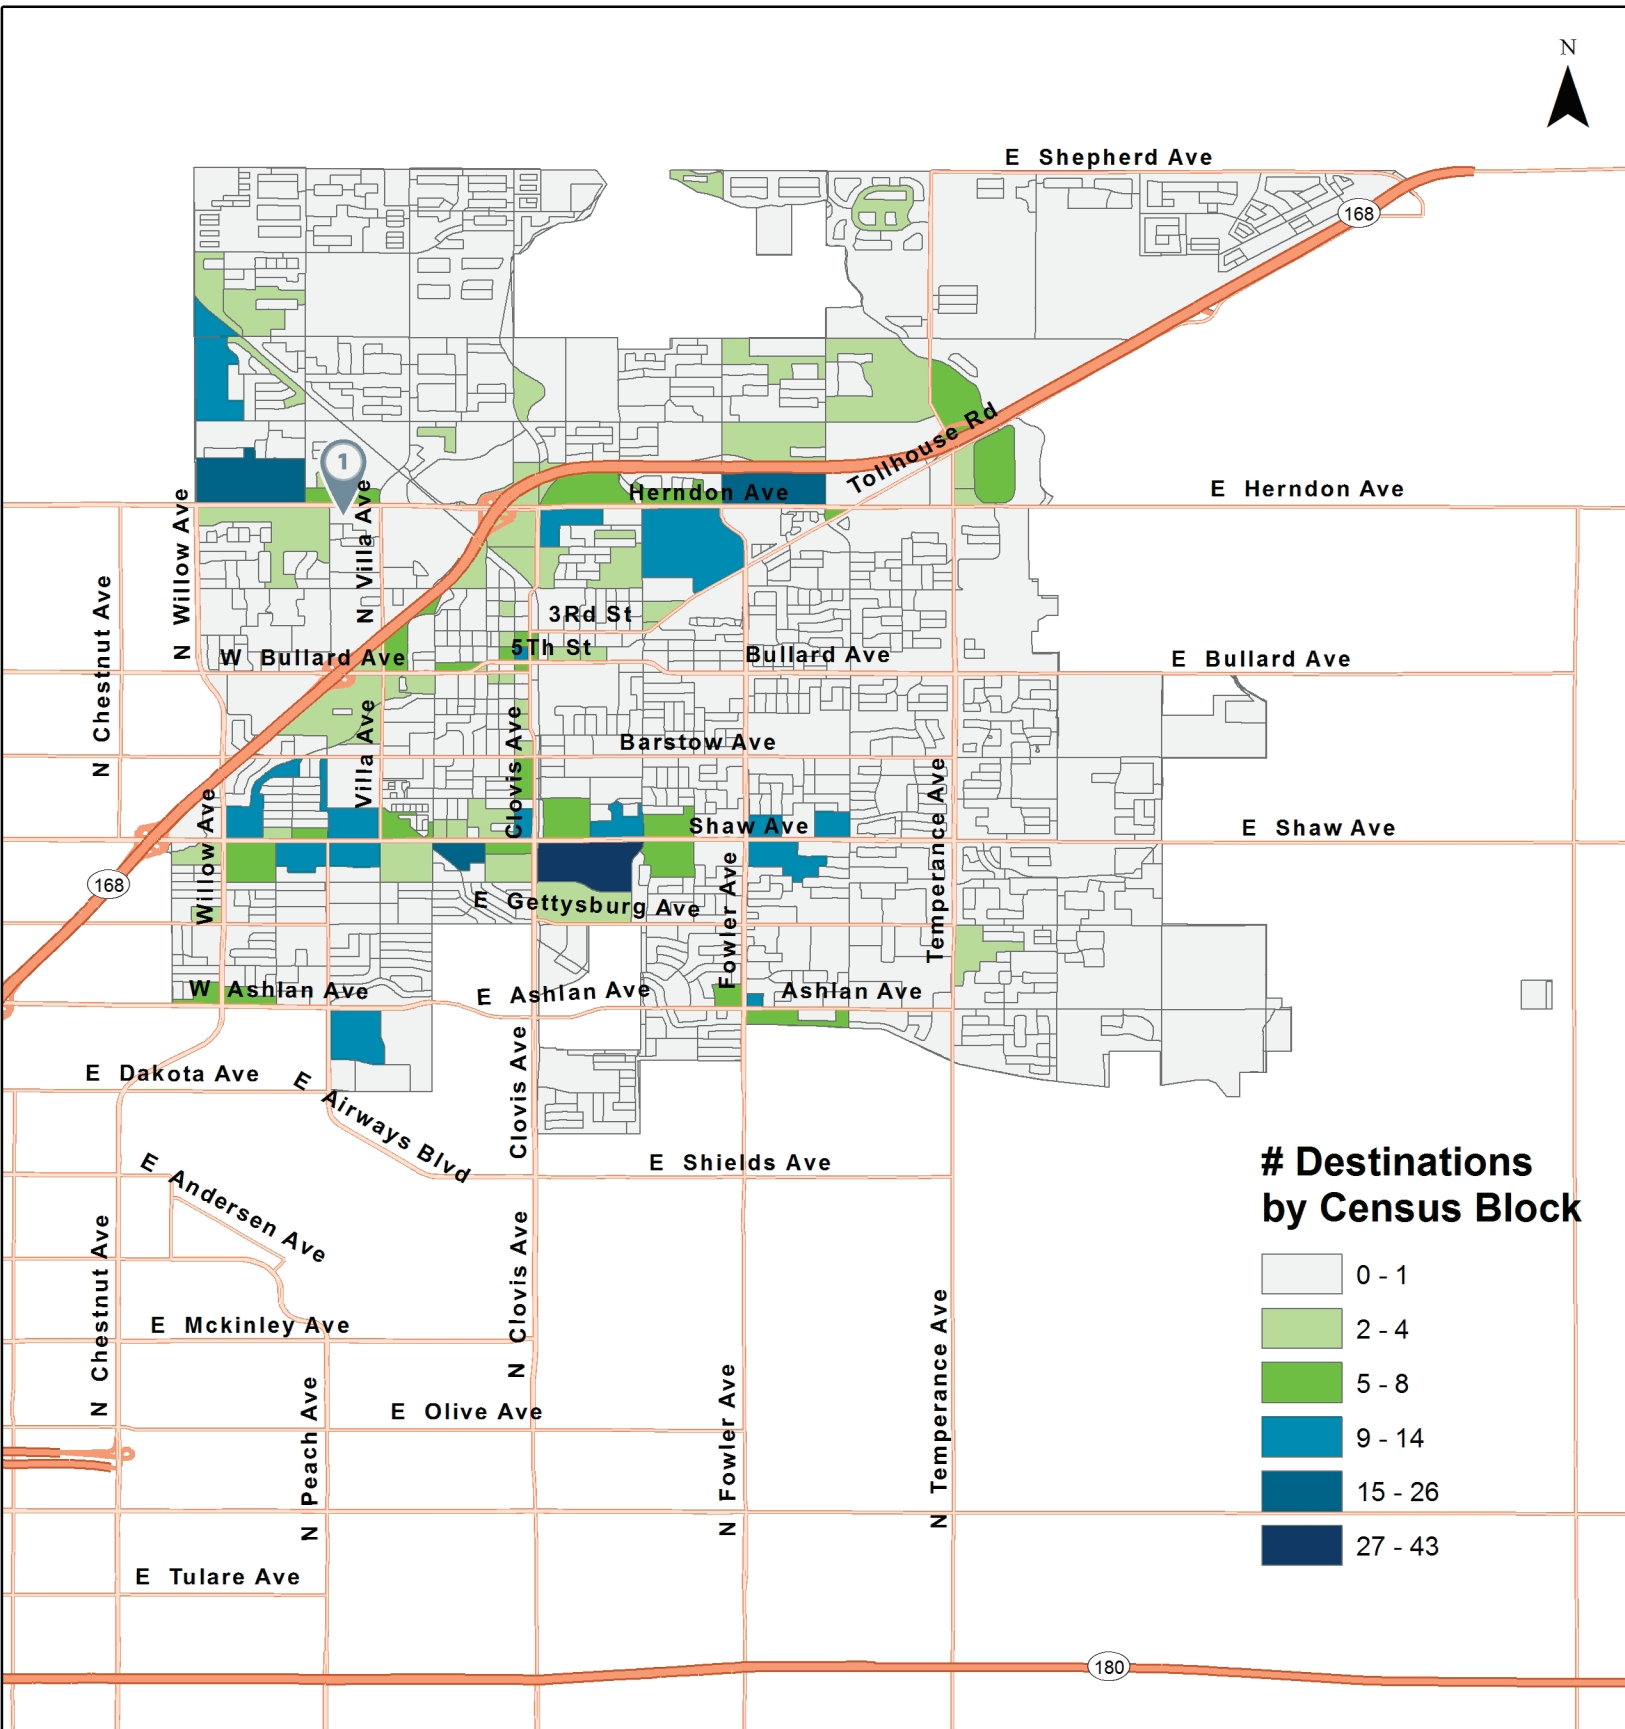 N
E Shepherd Ave
168
1
Tollhouse Rd
Herndon Ave
E Herndon Ave
N Willow Ave
N Villa Ave
N Chestnut Ave
3Rd St
5Th St
W Bullard Ave
Bullard Ave
E Bullard Ave
Villa Ave
Clovis Ave
Barstow Ave
Willow Ave
Temperance Ave
Shaw Ave
E Shaw Ave
168
Fowler Ave
E Gettysburg Ave
W Ashlan Ave
E Ashlan Ave
Ashlan Ave
E Dakota Ave
E Airways Blvd
Clovis Ave
E Andersen Ave
E Shields Ave
# Destinations
by Census Block
0 - 1
2 - 4
5 - 8
9 - 14
15 - 26
27 - 43
N Chestnut Ave
N Clovis Ave
E Mckinley Ave
N Peach Ave
E Olive Ave
N Fowler Ave
N Temperance Ave
E Tulare Ave
180